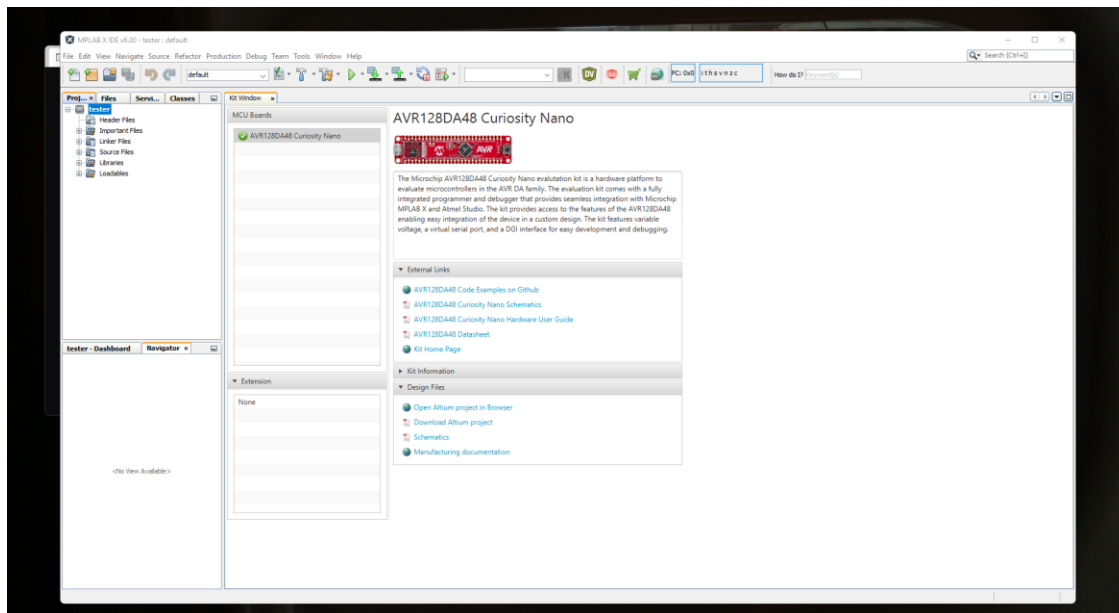 MPLAB X IDE v6.00 - tester : default
File Edit View Navigate Source Refactor Production Debug Team Tools Window Help
Search (Ctrl+I)
default
PC: 0x0
i t h s v n z c
How do I?
Keyword(s)
Proj...
Files
Servi...
Classes
tester
Header Files
Important Files
Linker Files
Source Files
Libraries
Loadables
tester - Dashboard
Navigator
<No View Available>
Kit Window
MCU Boards
AVR128DA48 Curiosity Nano
Extension
None
AVR128DA48 Curiosity Nano
AVR
The Microchip AVR128DA48 Curiosity Nano evalutation kit is a hardware platform to
evaluate microcontrollers in the AVR DA family. The evaluation kit comes with a fully
integrated programmer and debugger that provides seamless integration with Microchip
MPLAB X and Atmel Studio. The kit provides access to the features of the AVR128DA48
enabling easy integration of the device in a custom design. The kit features variable
voltage, a virtual serial port, and a DGI interface for easy development and debugging.
External Links
AVR128DA48 Code Examples on Github
AVR128DA48 Curiosity Nano Schematics
AVR128DA48 Curiosity Nano Hardware User Guide
AVR128DA48 Datasheet
Kit Home Page
Kit Information
Design Files
Open Altium project in Browser
Download Altium project
Schematics
Manufacturing documentation